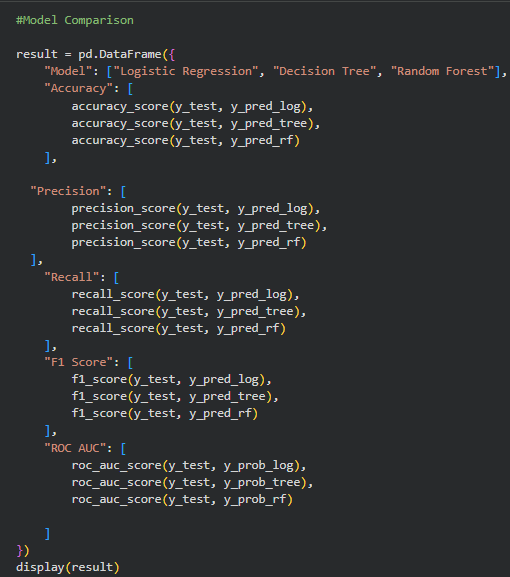 #Model Comparison
result = pd.DataFrame({
    "Model": ["Logistic Regression", "Decision Tree", "Random Forest"],
    "Accuracy": [
        accuracy_score(y_test, y_pred_log),
        accuracy_score(y_test, y_pred_tree),
        accuracy_score(y_test, y_pred_rf)
    ],
  "Precision": [
        precision_score(y_test, y_pred_log),
        precision_score(y_test, y_pred_tree),
        precision_score(y_test, y_pred_rf)
  ],
    "Recall": [
        recall_score(y_test, y_pred_log),
        recall_score(y_test, y_pred_tree),
        recall_score(y_test, y_pred_rf)
    ],
    "F1 Score": [
        f1_score(y_test, y_pred_log),
        f1_score(y_test, y_pred_tree),
        f1_score(y_test, y_pred_rf)
    ],
    "ROC AUC": [
        roc_auc_score(y_test, y_prob_log),
        roc_auc_score(y_test, y_prob_tree),
        roc_auc_score(y_test, y_prob_rf)
    ]
})
display(result)